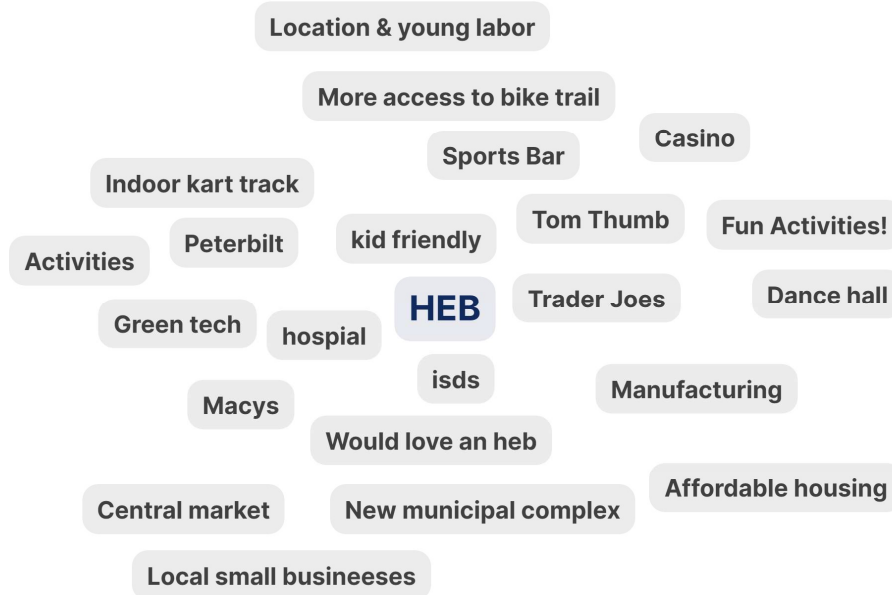 Location & young labor
More access to bike trail
Casino
Sports Bar
Indoor kart track
Tom Thumb
Fun Activities!
Peterbilt
kid friendly
Activities
HEB
Trader Joes
Dance hall
Green tech
hospial
isds
Manufacturing
Macys
Would love an heb
Affordable housing
Central market
New municipal complex
Local small busineeses